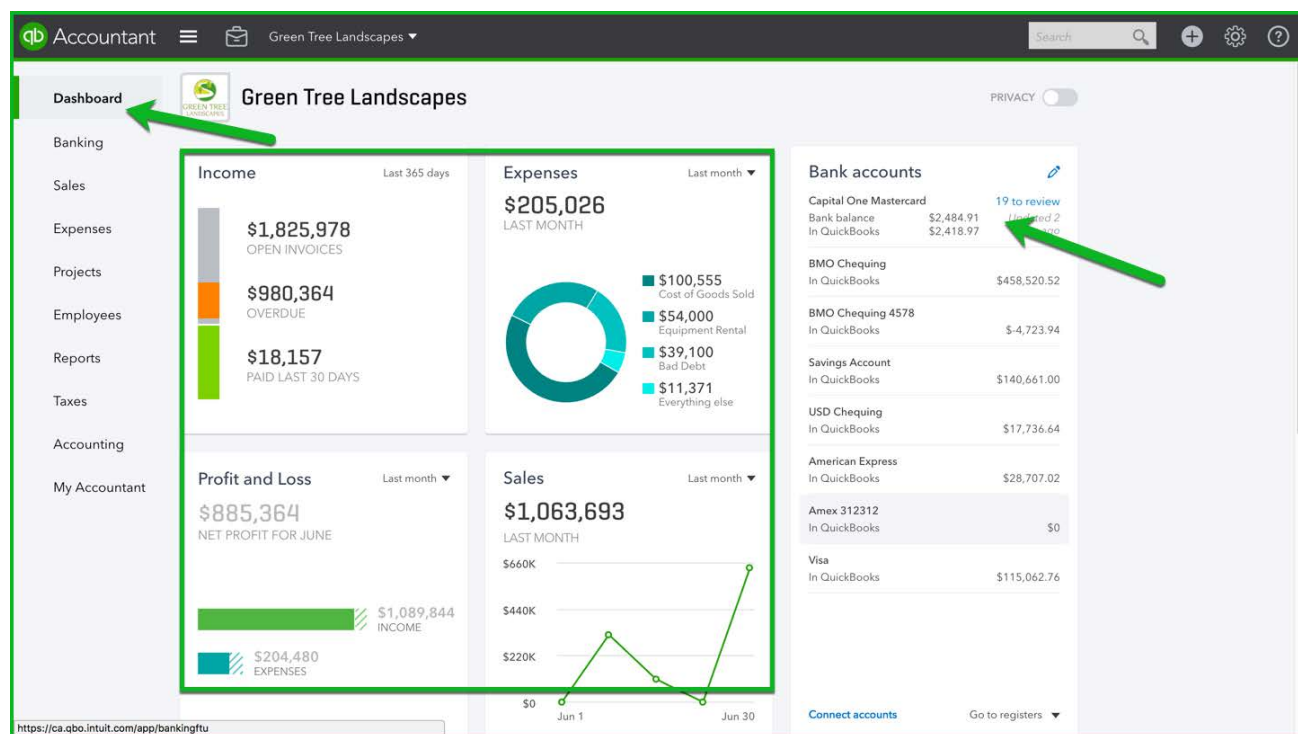 qb Accountant
Green Tree Landscapes ▼
Search
?
Dashboard
Banking
Sales
Expenses
Projects
Employees
Reports
Taxes
Accounting
My Accountant
GREEN TREE
LANDSCAPES
Green Tree Landscapes
PRIVACY
Income
Last 365 days
$1,825,978
OPEN INVOICES
$980,364
OVERDUE
$18,157
PAID LAST 30 DAYS
Expenses
Last month ▼
$205,026
LAST MONTH
$100,555
Cost of Goods Sold
$54,000
Equipment Rental
$39,100
Bad Debt
$11,371
Everything else
Profit and Loss
Last month ▼
$885,364
NET PROFIT FOR JUNE
$1,089,844
INCOME
$204,480
EXPENSES
Sales
Last month ▼
$1,063,693
LAST MONTH
$660K
$440K
$220K
$0
Jun 1
Jun 30
Bank accounts
Capital One Mastercard
19 to review
Bank balance $2,484.91
Updated 2
In QuickBooks $2,418.97
ago
BMO Chequing
In QuickBooks $458,520.52
BMO Chequing 4578
In QuickBooks $-4,723.94
Savings Account
In QuickBooks $140,661.00
USD Chequing
In QuickBooks $17,736.64
American Express
In QuickBooks $28,707.02
Amex 312312
In QuickBooks $0
Visa
In QuickBooks $115,062.76
Connect accounts
Go to registers ▼
https://ca.qbo.intuit.com/app/bankingftu